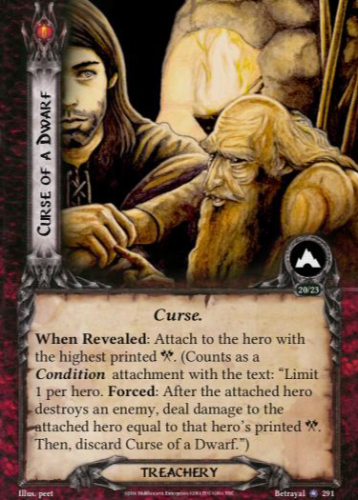 CURSE OF A DWARF
20/23
Curse.
When Revealed: Attach to the hero with
the highest printed . (Counts as a
Condition attachment with the text: “Limit
1 per hero. Forced: After the attached hero
destroys an enemy, deal damage to the
attached hero equal to that hero’s printed .
Then, discard Curse of a Dwarf.”)
TREACHERY
Illus.: peet
Betrayal
291